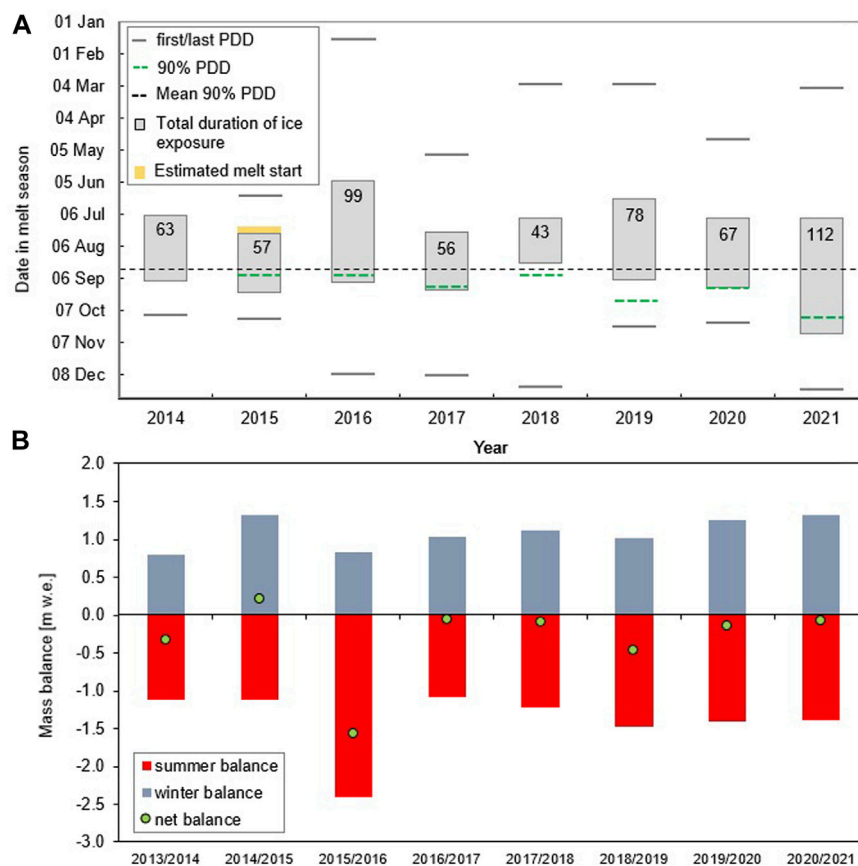 A
01 Jan
01 Feb
04 Mar
04 Apr
05 May
05 Jun
06 Jul
06 Aug
06 Sep
07 Oct
07 Nov
08 Dec
Date in melt season
first/last PDD
90% PDD
Mean 90% PDD
Total duration of ice
exposure
Estimated melt start
63
57
99
56
43
78
67
112
2014 2015 2016 2017 2018 2019 2020 2021
Year
B
2.0
1.5
1.0
0.5
0.0
-0.5
-1.0
-1.5
-2.0
-2.5
-3.0
Mass balance [m w.e.]
summer balance
winter balance
net balance
2013/2014 2014/2015 2015/2016 2016/2017 2017/2018 2018/2019 2019/2020 2020/2021